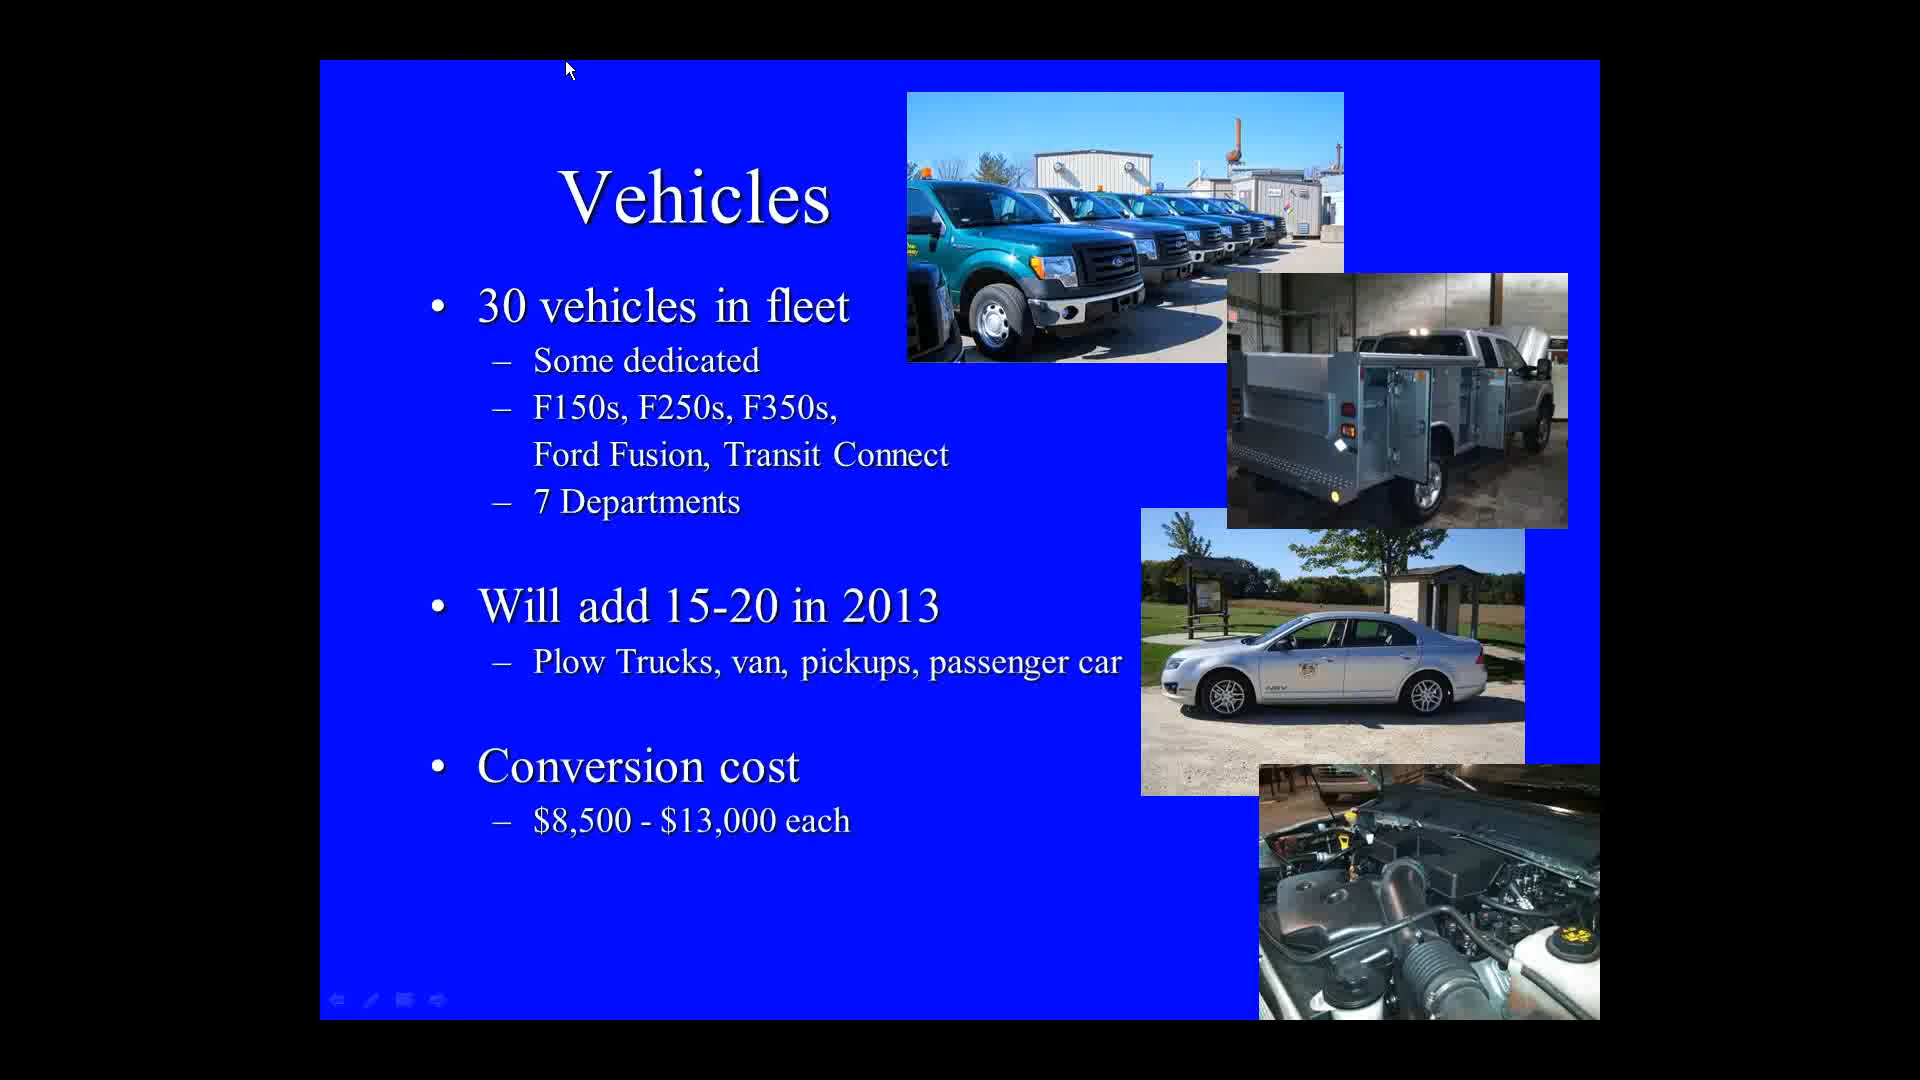 Vehicles
• 30 vehicles in fleet
– Some dedicated
– F150s, F250s, F350s,
Ford Fusion, Transit Connect
– 7 Departments
• Will add 15-20 in 2013
– Plow Trucks, van, pickups, passenger car
• Conversion cost
– $8,500 - $13,000 each